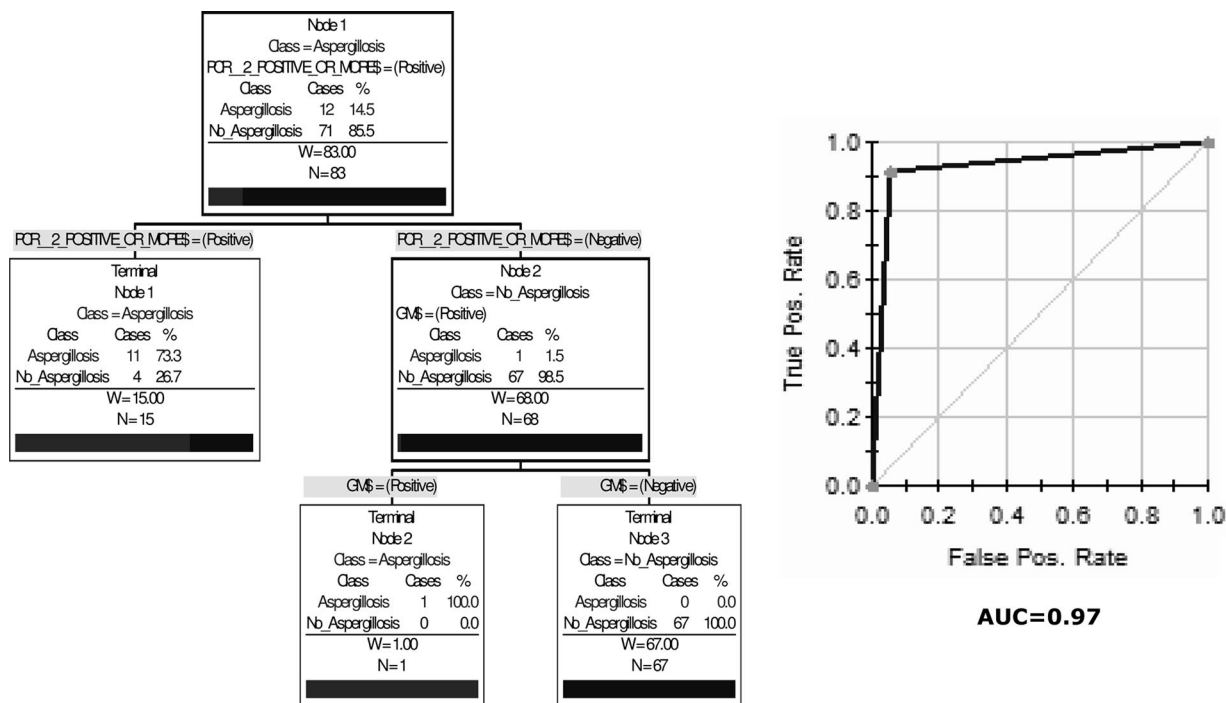 Node 1
Class = Aspergillosis
PCR__2_POSITIVE_OR_MORE$ = (Positive)
Class Cases %
Aspergillosis 12 14.5
No_Aspergillosis 71 85.5
W = 83.00
N = 83
PCR__2_POSITIVE_OR_MORE$ = (Positive)
Terminal
Node 1
Class = Aspergillosis
Class Cases %
Aspergillosis 11 73.3
No_Aspergillosis 4 26.7
W = 15.00
N = 15
PCR__2_POSITIVE_OR_MORE$ = (Negative)
Node 2
Class = No_Aspergillosis
GM$ = (Positive)
Class Cases %
Aspergillosis 1 1.5
No_Aspergillosis 67 98.5
W = 68.00
N = 68
GM$ = (Positive)
Terminal
Node 2
Class = Aspergillosis
Class Cases %
Aspergillosis 1 100.0
No_Aspergillosis 0 0.0
W = 1.00
N = 1
GM$ = (Negative)
Terminal
Node 3
Class = No_Aspergillosis
Class Cases %
Aspergillosis 0 0.0
No_Aspergillosis 67 100.0
W = 67.00
N = 67
True Pos. Rate
1.0
0.8
0.6
0.4
0.2
0.0
0.0 0.2 0.4 0.6 0.8 1.0
False Pos. Rate
AUC=0.97